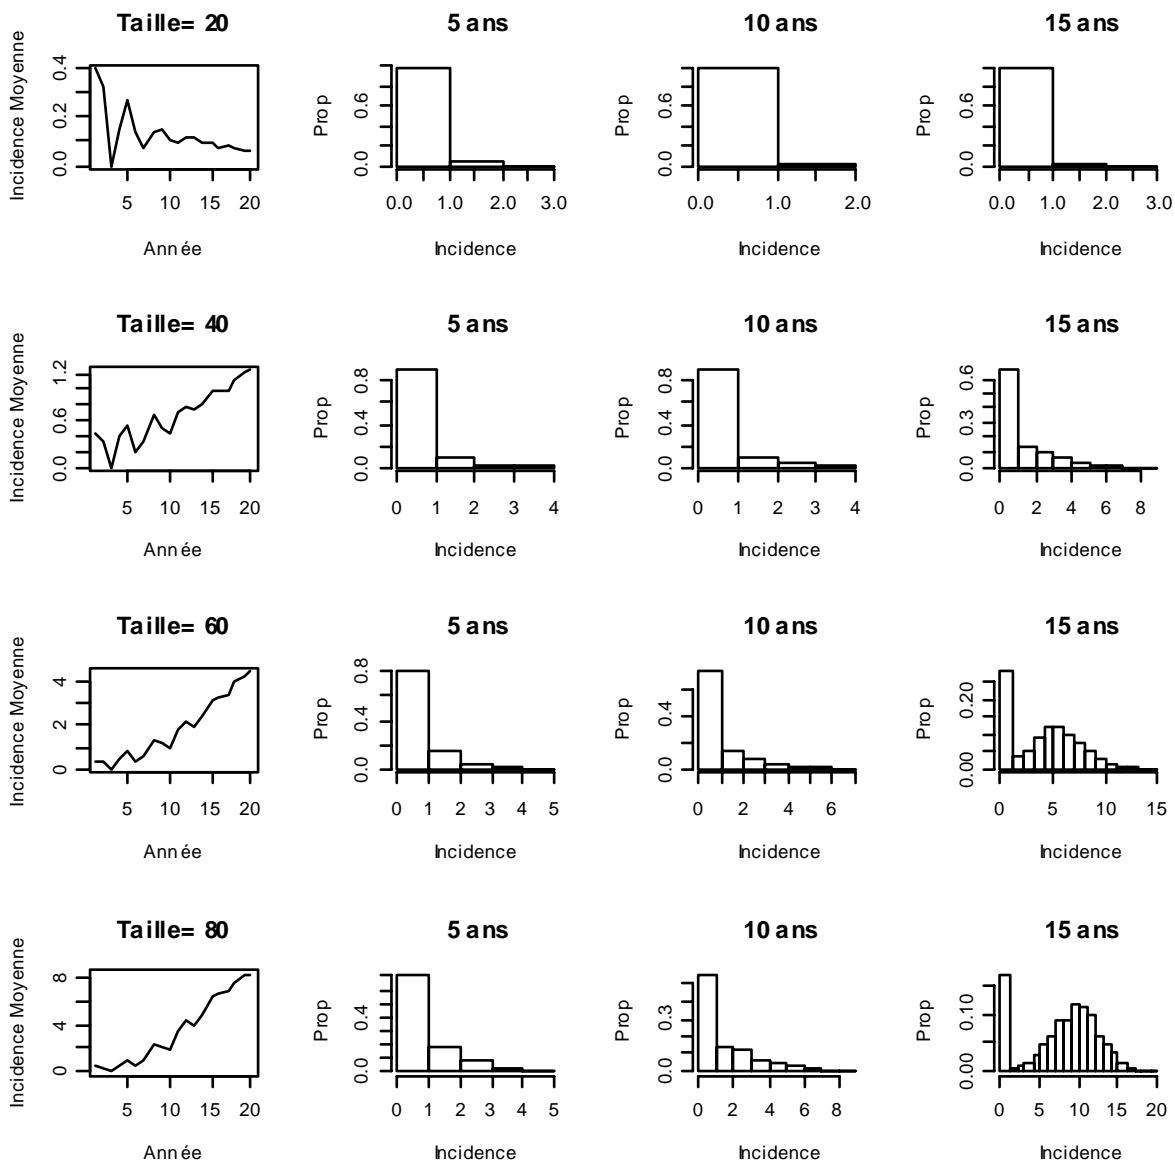 Taille= 20
5 ans
10 ans
15 ans
Incidence Moyenne
0.0 0.2 0.4
5 10 15 20
Année
Prop
0.0 0.6
0.0 1.0 2.0 3.0
Incidence
Prop
0.0 0.6
0.0 1.0 2.0
Incidence
Prop
0.0 0.6
0.0 1.0 2.0 3.0
Incidence
Taille= 40
5 ans
10 ans
15 ans
Incidence Moyenne
0.0 0.6 1.2
5 10 15 20
Année
Prop
0.0 0.4 0.8
0 1 2 3 4
Incidence
Prop
0.0 0.4 0.8
0 1 2 3 4
Incidence
Prop
0.0 0.3 0.6
0 2 4 6 8
Incidence
Taille= 60
5 ans
10 ans
15 ans
Incidence Moyenne
0 2 4
5 10 15 20
Année
Prop
0.0 0.4 0.8
0 1 2 3 4 5
Incidence
Prop
0.0 0.4
0 2 4 6
Incidence
Prop
0.00 0.20
0 5 10 15
Incidence
Taille= 80
5 ans
10 ans
15 ans
Incidence Moyenne
0 4 8
5 10 15 20
Année
Prop
0.0 0.4
0 1 2 3 4 5
Incidence
Prop
0.0 0.3
0 2 4 6 8
Incidence
Prop
0.00 0.10
0 5 10 15 20
Incidence